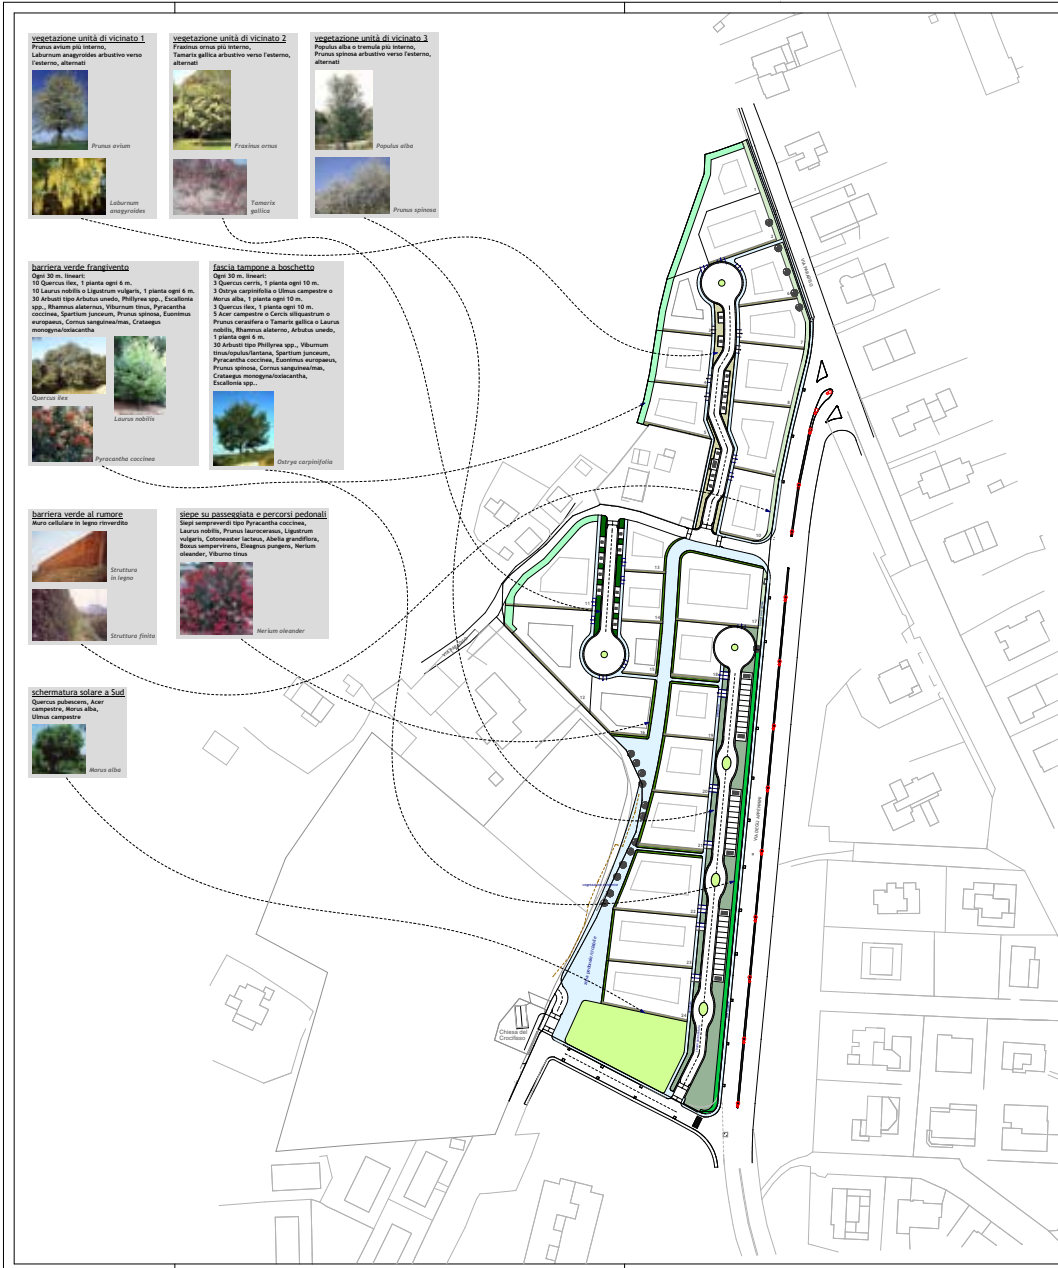 vegetazione unità di vicinato 1
Prunus avium più interno,
Laburnum anagyroides arbustivo verso
l'esterno, alternati
Prunus avium
Laburnum
anagyroides
vegetazione unità di vicinato 2
Fraxinus ornus più interno,
Tamarix gallica arbustivo verso l'esterno,
alternati
Fraxinus ornus
Tamarix
gallica
vegetazione unità di vicinato 3
Populus alba o tremula più interno,
Prunus spinosa arbustivo verso l'esterno,
alternati
Populus alba
Prunus spinosa
barriera verde frangivento
Ogni 30 m. lineari:
10 Quercus ilex, 1 pianta ogni 6 m.
10 Laurus nobilis o Ligustrum vulgaris, 1 pianta ogni 6 m.
30 Arbusti tipo Arbutus unedo, Phillyrea spp., Escallonia
spp., Rhamnus alaternus, Viburnum tinus, Pyracantha
coccinea, Spartium junceum, Prunus spinosa, Euonimus
europaeus, Cornus sanguinea/mas, Crataegus
monogyna/oxiacantha
Quercus ilex
Laurus nobilis
Pyracantha coccinea
fascia tampone a boschetto
Ogni 30 m. lineari:
3 Quercus cerris, 1 pianta ogni 10 m.
3 Ostrya carpinifolia o Ulmus campestre o
Morus alba, 1 pianta ogni 10 m.
3 Quercus ilex, 1 pianta ogni 10 m.
5 Acer campestre o Cercis siliquastrum o
Prunus cerasifera o Tamarix gallica o Laurus
nobilis, Rhamnus alaterno, Arbutus unedo,
1 pianta ogni 6 m.
30 Arbusti tipo Phillyrea spp., Viburnum
tinus/opulus/lantana, Spartium junceum,
Pyracantha coccinea, Euonimus europaeus,
Prunus spinosa, Cornus sanguinea/mas,
Crataegus monogyna/oxiacantha,
Escallonia spp..
Ostrya carpinifolia
barriera verde al rumore
Muro cellulare in legno rinverdito
Struttura
in legno
Struttura finita
siepe su passeggiata e percorsi pedonali
Siepi sempreverdi tipo Pyracantha coccinea,
Laurus nobilis, Prunus laurocerasus, Ligustrum
vulgaris, Cotoneaster lacteus, Abelia grandiflora,
Boxus sempervirens, Eleagnus pungens, Nerium
oleander, Viburno tinus
Nerium oleander
schermatura solare a Sud
Quercus pubescens, Acer
campestre, Morus alba,
Ulmus campestre
Morus alba
Chiesa del
Crocifisso